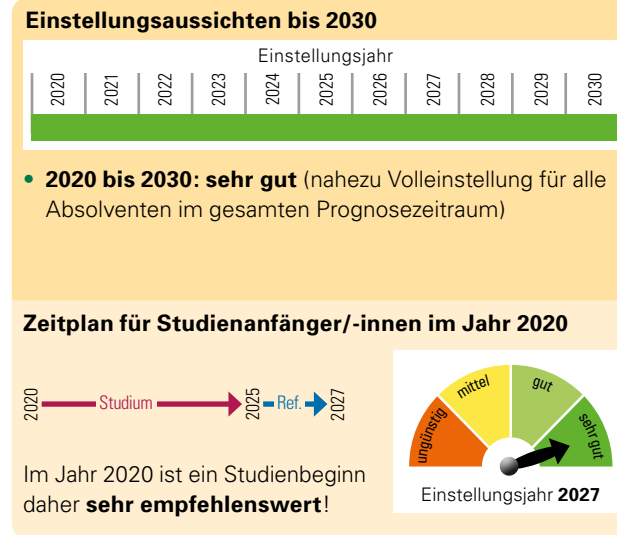 Einstellungsaussichten bis 2030
Einstellungsjahr
2020 2021 2022 2023 2024 2025 2026 2027 2028 2029 2030
• 2020 bis 2030: sehr gut (nahezu Volleinstellung für alle
Absolventen im gesamten Prognosezeitraum)
Zeitplan für Studienanfänger/-innen im Jahr 2020
2020 Studium 2025 Ref. 2027
ungünstig mittel gut sehr gut
Einstellungsjahr 2027
Im Jahr 2020 ist ein Studienbeginn
daher sehr empfehlenswert!